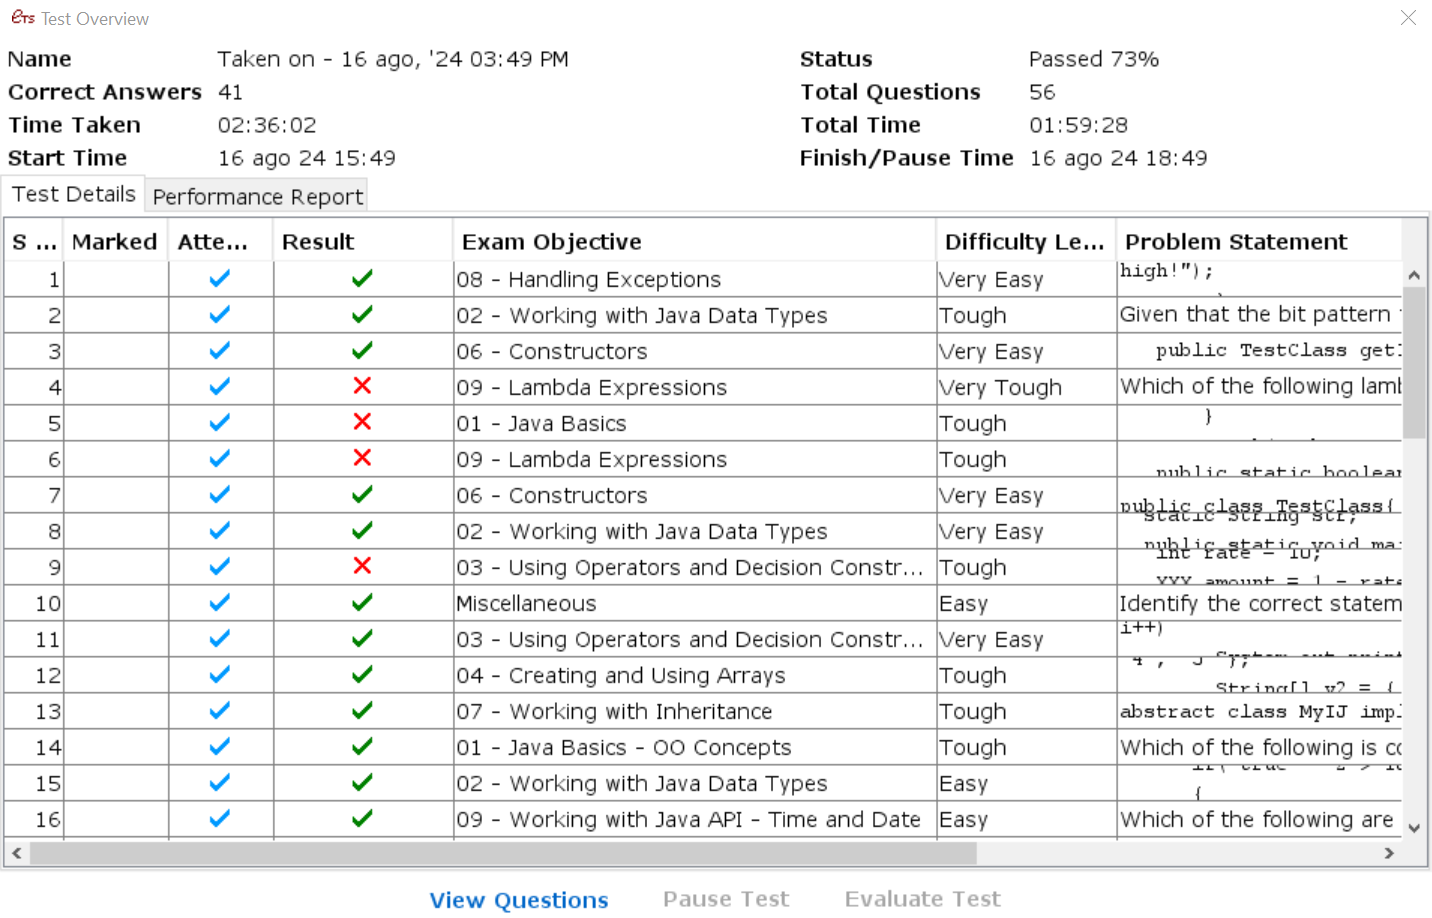 ETS Test Overview
Name Taken on - 16 ago, '24 03:49 PM Status Passed 73%
Correct Answers 41 Total Questions 56
Time Taken 02:36:02 Total Time 01:59:28
Start Time 16 ago 24 15:49 Finish/Pause Time 16 ago 24 18:49
Test Details Performance Report
S ... Marked Atte... Result Exam Objective Difficulty Le... Problem Statement
1 08 - Handling Exceptions Very Easy high!");
2 02 - Working with Java Data Types Tough Given that the bit pattern
3 06 - Constructors Very Easy public TestClass getI
4 09 - Lambda Expressions Very Tough Which of the following lamb
5 01 - Java Basics Tough }
6 09 - Lambda Expressions Tough public static boolean
7 06 - Constructors Very Easy public class TestClass{
8 02 - Working with Java Data Types Very Easy static String str;
public static void mai
9 03 - Using Operators and Decision Constr... Tough int rate = 10;
XXX amount = 1 - rate
10 Miscellaneous Easy Identify the correct statem
11 03 - Using Operators and Decision Constr... Very Easy i++)
12 04 - Creating and Using Arrays Tough String[] v2 = {
13 07 - Working with Inheritance Tough abstract class MyIJ impl
14 01 - Java Basics - OO Concepts Tough Which of the following is co
15 02 - Working with Java Data Types Easy {
16 09 - Working with Java API - Time and Date Easy Which of the following are
View Questions Pause Test Evaluate Test